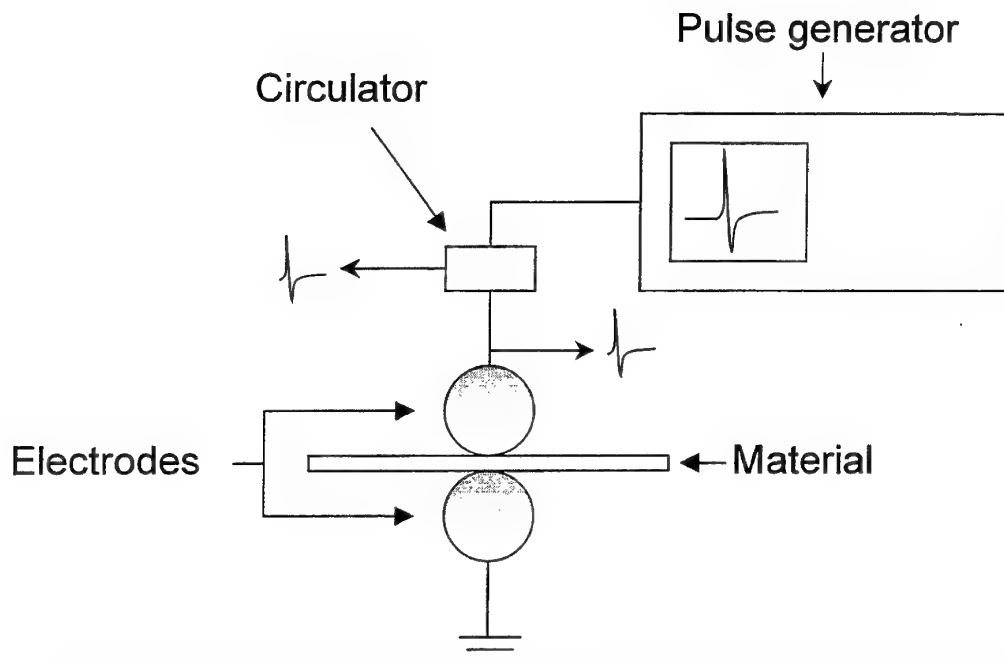 Pulse generator
Circulator
Electrodes
Material